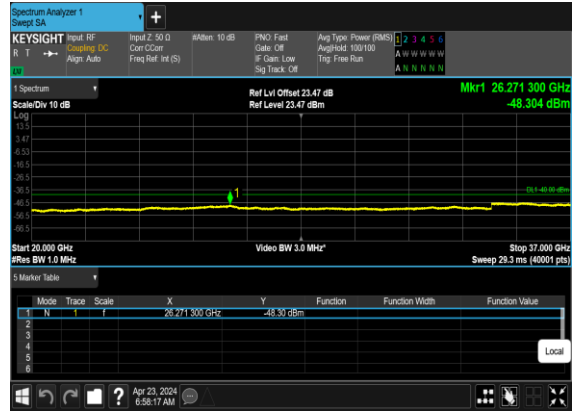 Spectrum Analyzer 1
Swept SA
+
KEYSIGHT Input: RF Input Z: 50 Ω #Atten: 10 dB PNO: Fast Avg Type: Power (RMS) 1 2 3 4 5 6
R T Coupling: DC Corr CCorr Gate: Off Avg|Hold: 100/100 A W W W W W
Align: Auto Freq Ref: Int (S) IF Gain: Low Trig: Free Run
Sig Track: Off A N N N N N
1 Spectrum Ref Lvl Offset 23.47 dB Mkr1 26.271 300 GHz
Scale/Div 10 dB Ref Level 23.47 dBm -48.304 dBm
Log
13.5
3.47
-6.53
-16.5
-26.5
-36.5 1 DL1 -40.00 dBm
-46.5
-56.5
-66.5
Start 20.000 GHz Video BW 3.0 MHz* Stop 37.000 GHz
#Res BW 1.0 MHz Sweep 29.3 ms (40001 pts)
5 Marker Table
Mode Trace Scale X Y Function Function Width Function Value
1 N 1 f 26.271 300 GHz -48.30 dBm
2
3
4
5
6
Local
? Apr 23, 2024
6:58:17 AM